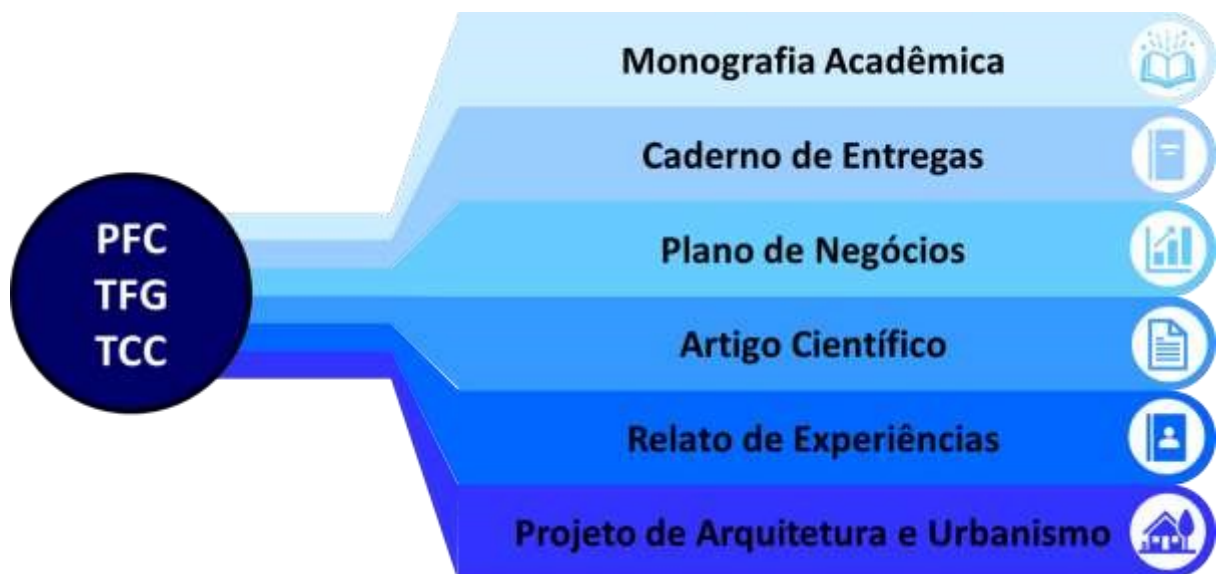 PFC
TFG
TCC
Monografia Acadêmica
Caderno de Entregas
Plano de Negócios
Artigo Científico
Relato de Experiências
Projeto de Arquitetura e Urbanismo